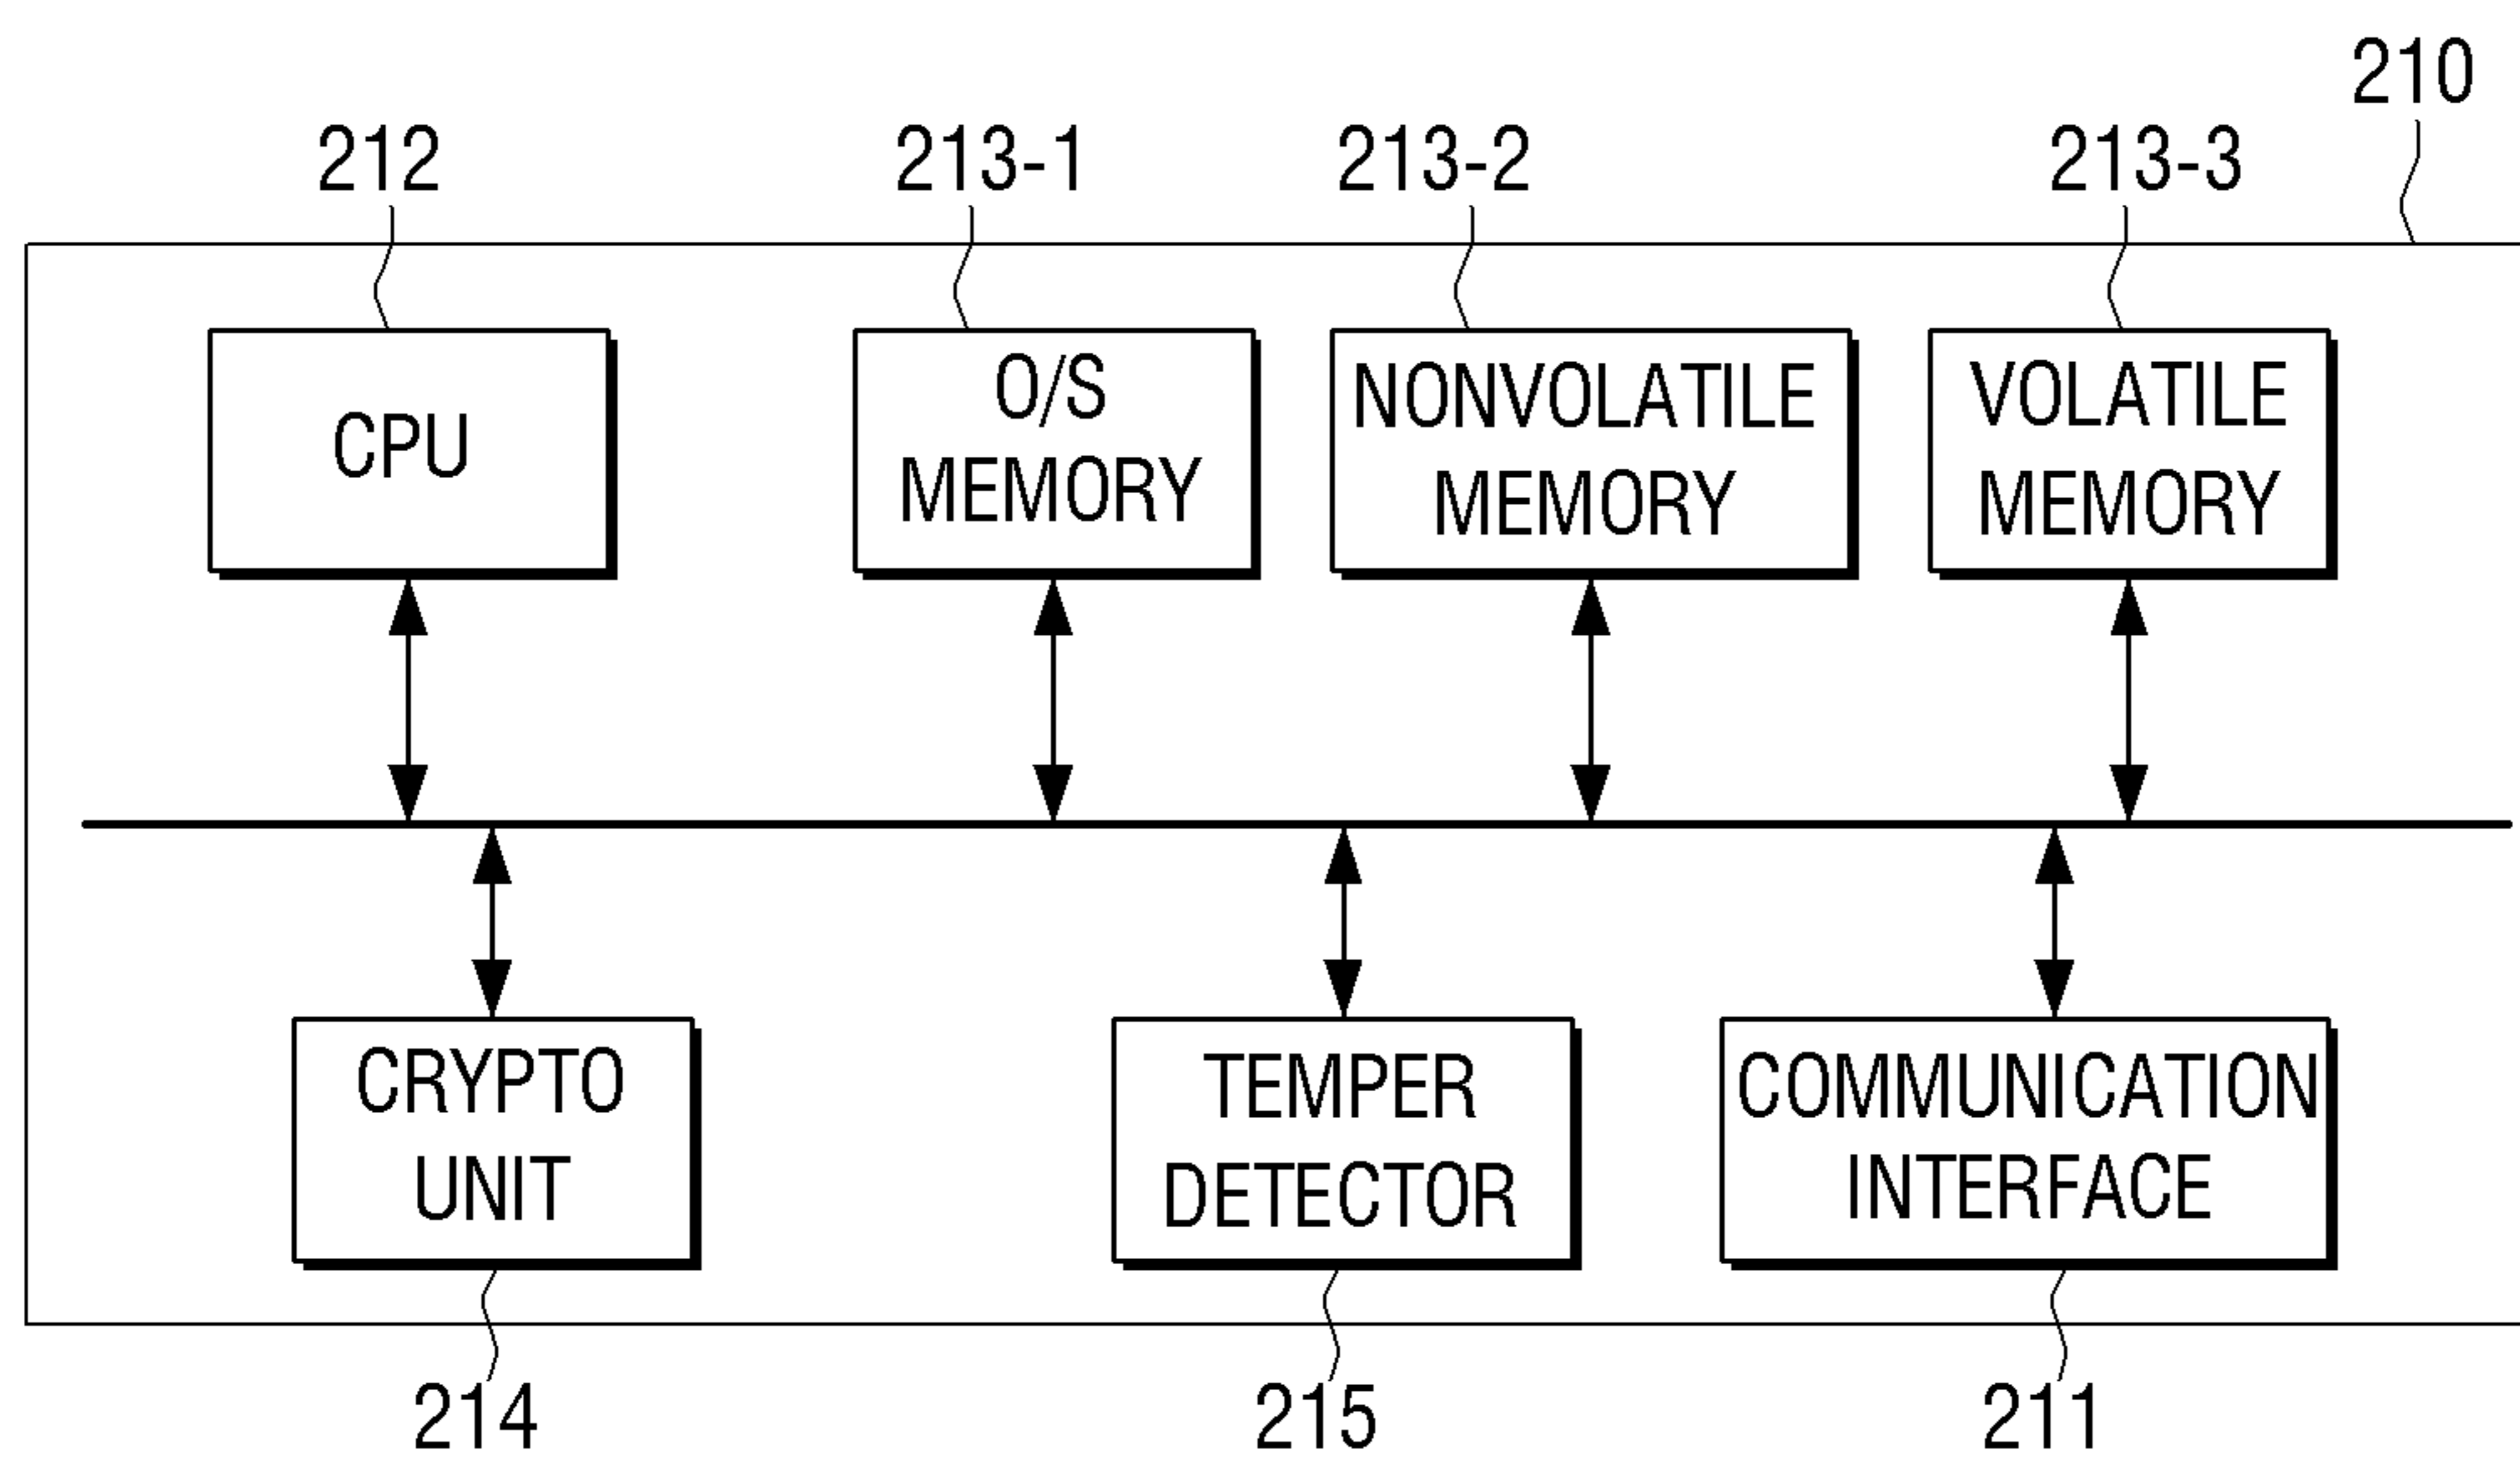 210
212
213-1
213-2
213-3
CPU
O/S
MEMORY
NONVOLATILE
MEMORY
VOLATILE
MEMORY
CRYPTO
UNIT
TEMPER
DETECTOR
COMMUNICATION
INTERFACE
214
215
211